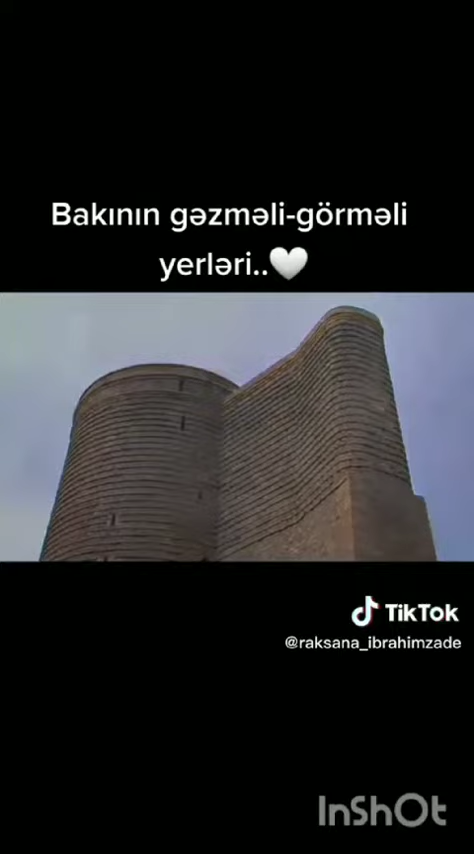 Bakının gəzməli-görməli
yerləri..🤍
TikTok
@raksana_ibrahimzade
InShOt